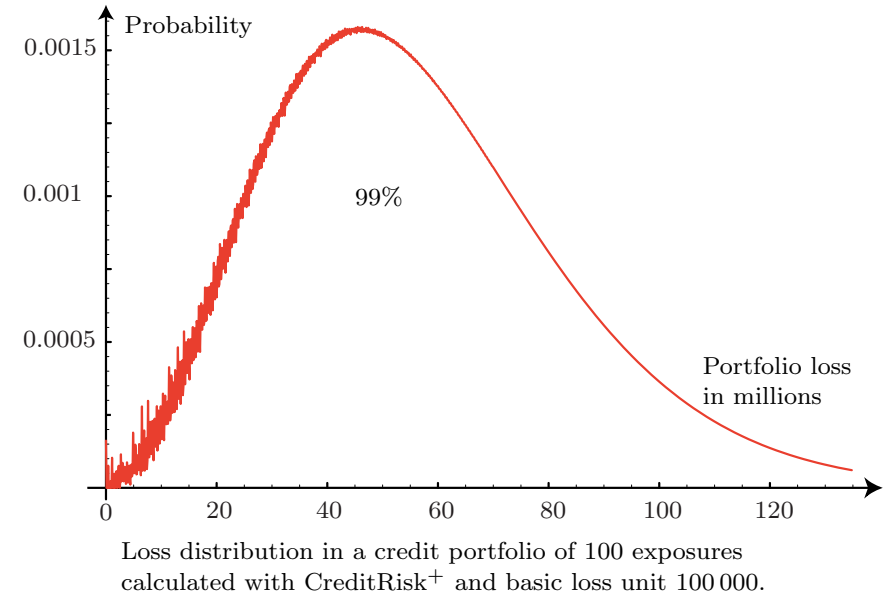 Probability
0.0015
0.001
99%
0.0005
Portfolio loss
in millions
0 20 40 60 80 100 120
Loss distribution in a credit portfolio of 100 exposures
calculated with CreditRisk⁺ and basic loss unit 100 000.